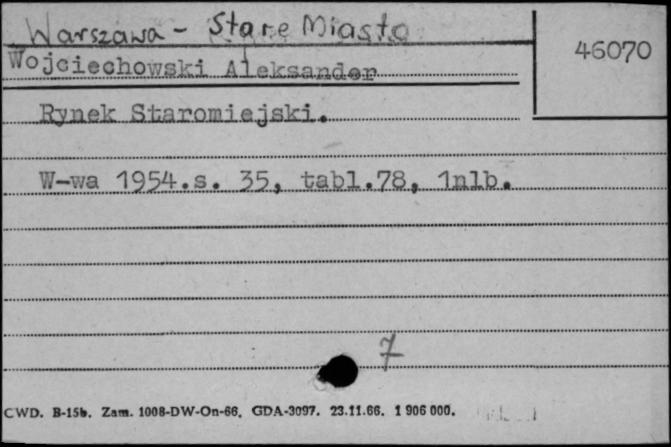 Warszawa - Stare Miasto
46070
Wojciechowski Aleksander
Rynek Staromiejski.
W-wa 1954.s. 35, tabl.78, 1nlb.
7
CWD. B-15b. Zam. 1008-DW-On-66. GDA-3097. 23.11.66. 1 906 000.